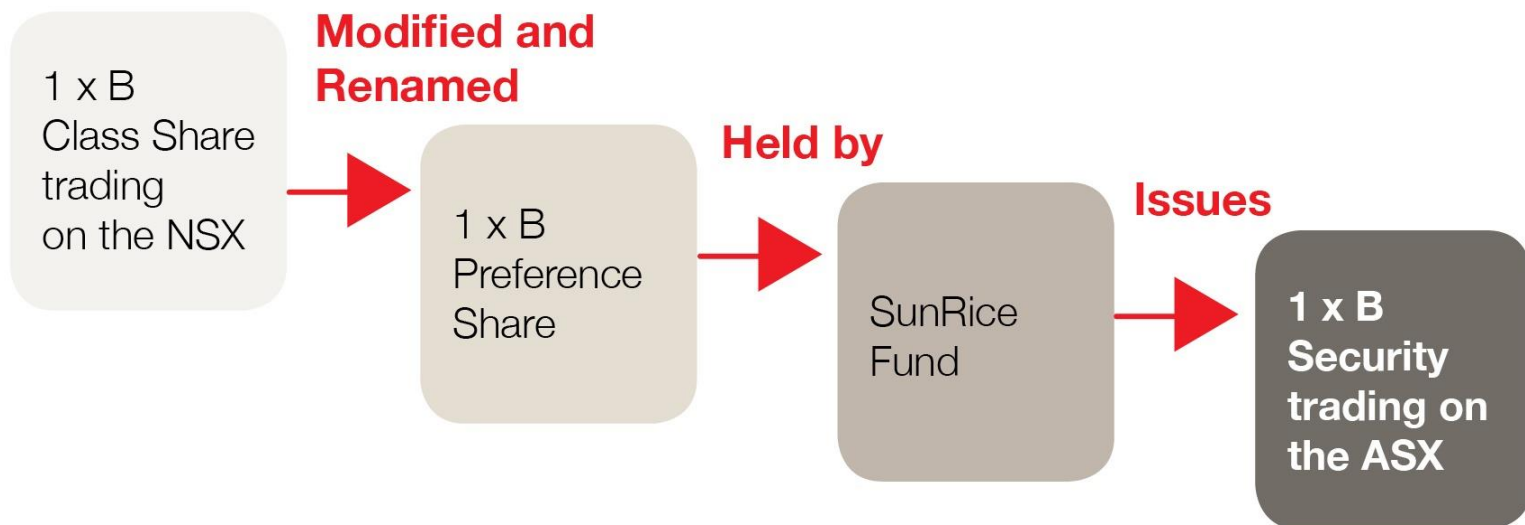 1 x B
Class Share
trading
on the NSX
Modified and
Renamed
1 x B
Preference
Share
Held by
SunRice
Fund
Issues
1 x B
Security
trading on
the ASX